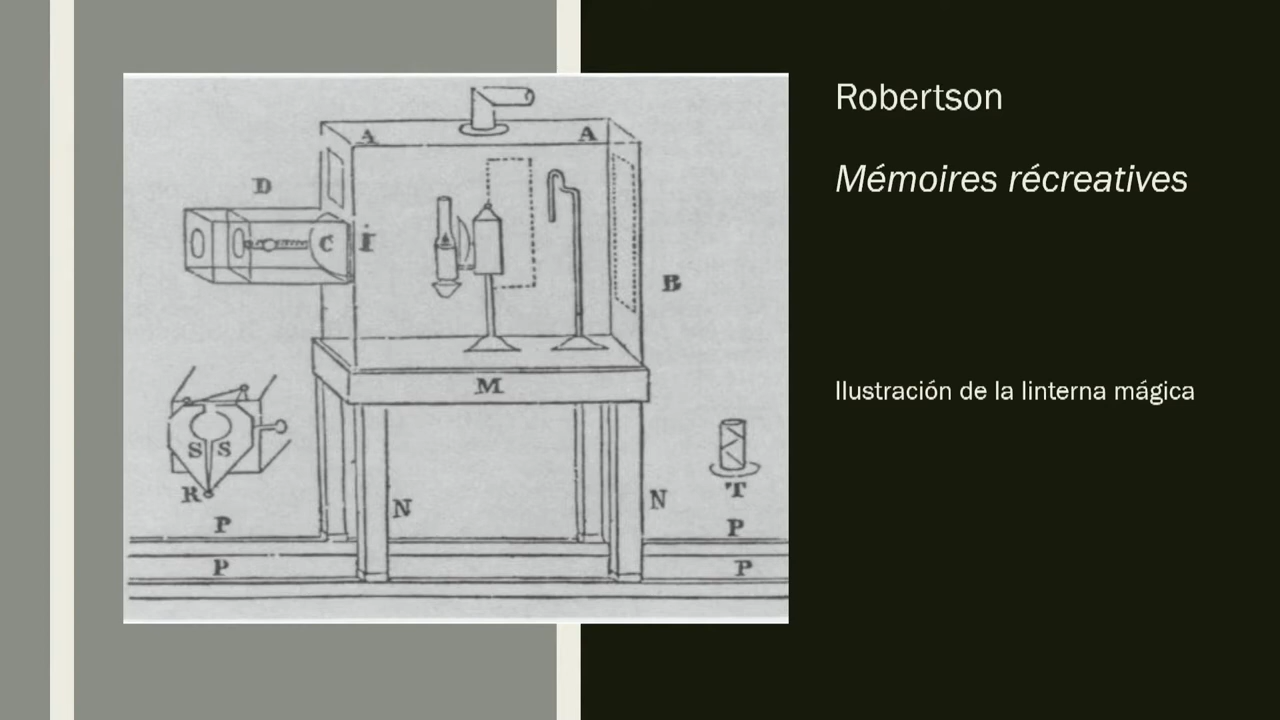 Robertson
Mémoires récreatives
Ilustración de la linterna mágica
A A
D
C I
B
M
S S
R
N N
T
P P
P P